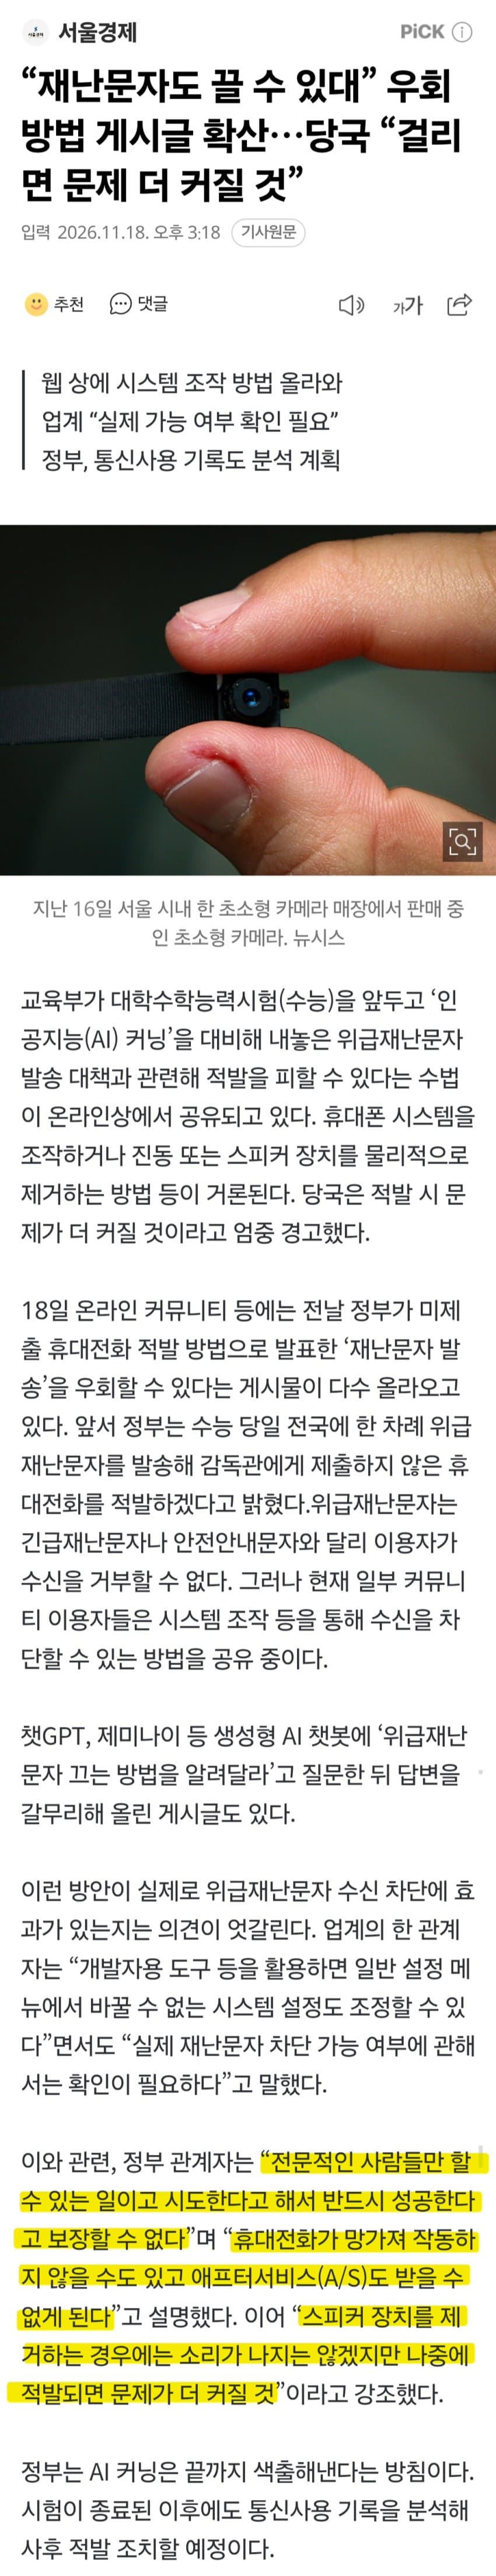 서울경제
PiCK
“재난문자도 끌 수 있대” 우회
방법 게시글 확산…당국 “걸리
면 문제 더 커질 것”
입력 2026.11.18. 오후 3:18 기사원문
추천 댓글 가가
웹 상에 시스템 조작 방법 올라와
업계 “실제 가능 여부 확인 필요”
정부, 통신사용 기록도 분석 계획
지난 16일 서울 시내 한 초소형 카메라 매장에서 판매 중
인 초소형 카메라. 뉴시스
교육부가 대학수학능력시험(수능)을 앞두고 ‘인
공지능(AI) 커닝’을 대비해 내놓은 위급재난문자
발송 대책과 관련해 적발을 피할 수 있다는 수법
이 온라인상에서 공유되고 있다. 휴대폰 시스템을
조작하거나 진동 또는 스피커 장치를 물리적으로
제거하는 방법 등이 거론된다. 당국은 적발 시 문
제가 더 커질 것이라고 엄중 경고했다.
18일 온라인 커뮤니티 등에는 전날 정부가 미제
출 휴대전화 적발 방법으로 발표한 ‘재난문자 발
송’을 우회할 수 있다는 게시물이 다수 올라오고
있다. 앞서 정부는 수능 당일 전국에 한 차례 위급
재난문자를 발송해 감독관에게 제출하지 않은 휴
대전화를 적발하겠다고 밝혔다.위급재난문자는
긴급재난문자나 안전안내문자와 달리 이용자가
수신을 거부할 수 없다. 그러나 현재 일부 커뮤니
티 이용자들은 시스템 조작 등을 통해 수신을 차
단할 수 있는 방법을 공유 중이다.
챗GPT, 제미나이 등 생성형 AI 챗봇에 ‘위급재난
문자 끄는 방법을 알려달라’고 질문한 뒤 답변을
갈무리해 올린 게시글도 있다.
이런 방안이 실제로 위급재난문자 수신 차단에 효
과가 있는지는 의견이 엇갈린다. 업계의 한 관계
자는 “개발자용 도구 등을 활용하면 일반 설정 메
뉴에서 바꿀 수 없는 시스템 설정도 조정할 수 있
다”면서도 “실제 재난문자 차단 가능 여부에 관해
서는 확인이 필요하다”고 말했다.
이와 관련, 정부 관계자는 “전문적인 사람들만 할
수 있는 일이고 시도한다고 해서 반드시 성공한다
고 보장할 수 없다”며 “휴대전화가 망가져 작동하
지 않을 수도 있고 애프터서비스(A/S)도 받을 수
없게 된다”고 설명했다. 이어 “스피커 장치를 제
거하는 경우에는 소리가 나지는 않겠지만 나중에
적발되면 문제가 더 커질 것”이라고 강조했다.
정부는 AI 커닝은 끝까지 색출해낸다는 방침이다.
시험이 종료된 이후에도 통신사용 기록을 분석해
사후 적발 조치할 예정이다.